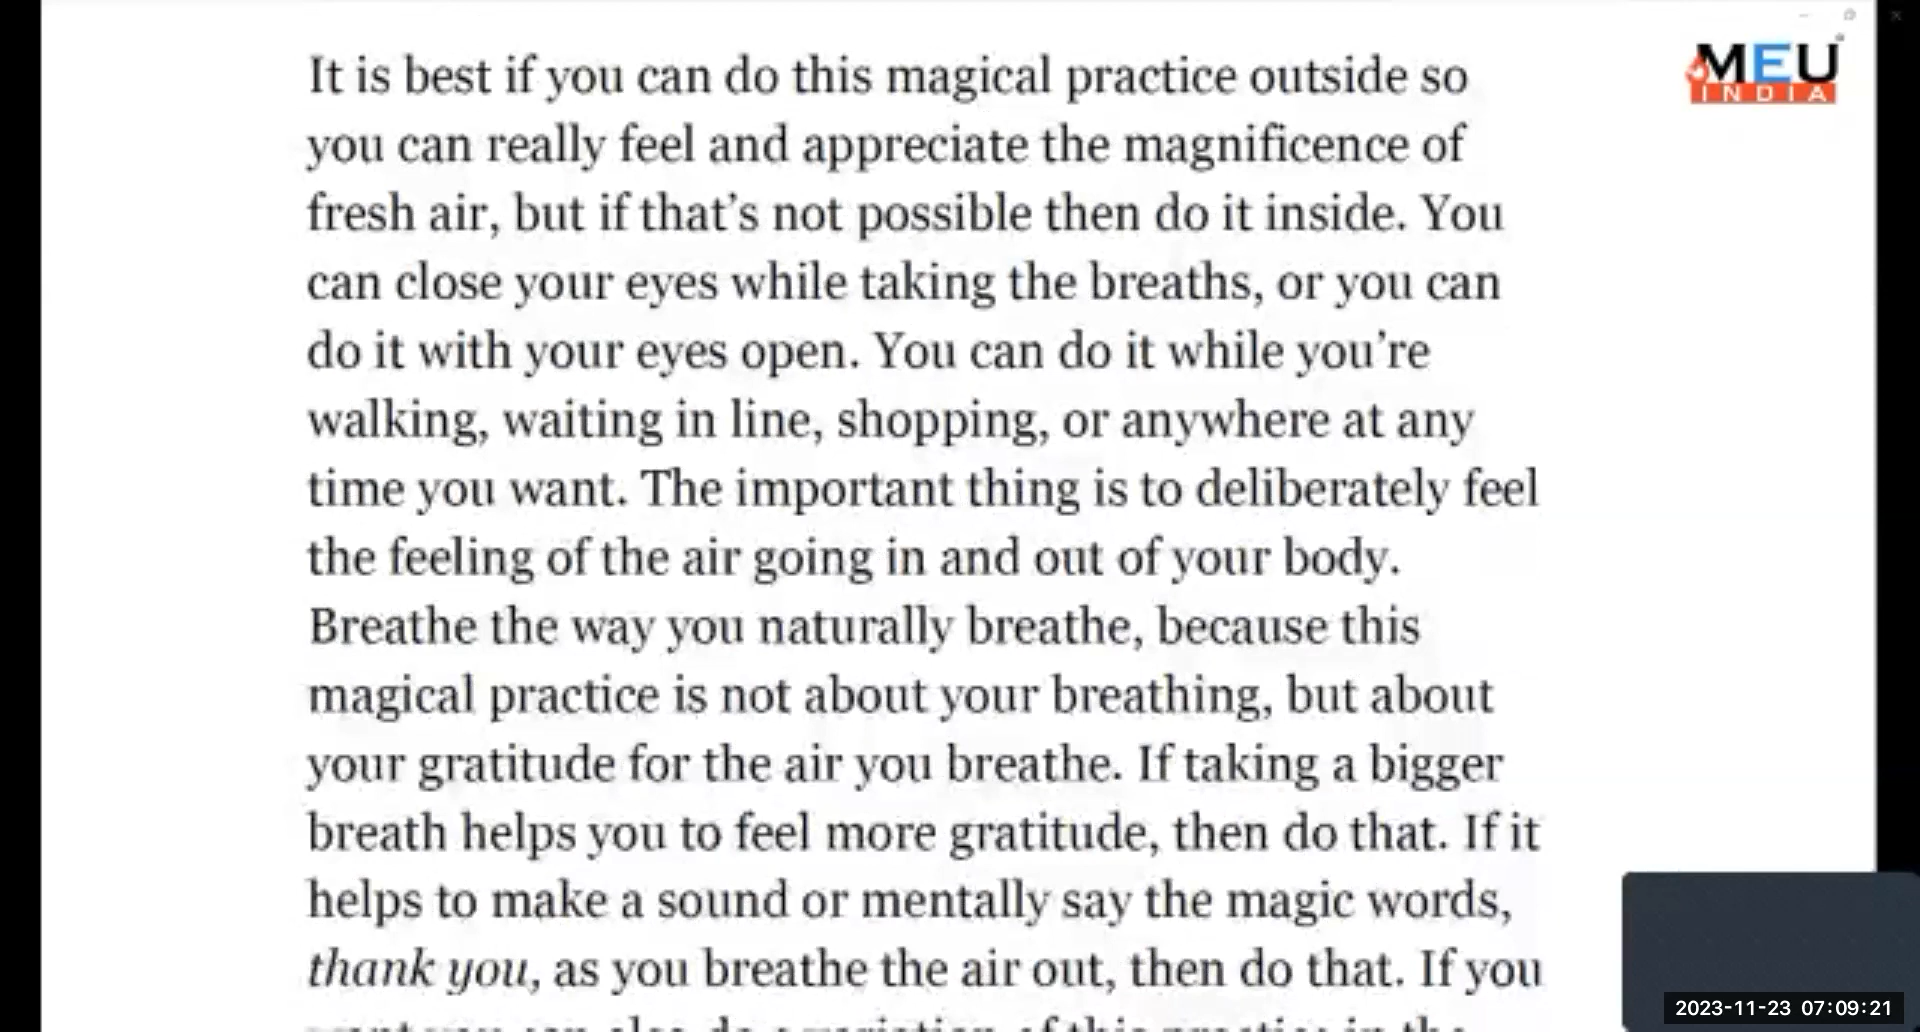 It is best if you can do this magical practice outside so
you can really feel and appreciate the magnificence of
fresh air, but if that’s not possible then do it inside. You
can close your eyes while taking the breaths, or you can
do it with your eyes open. You can do it while you’re
walking, waiting in line, shopping, or anywhere at any
time you want. The important thing is to deliberately feel
the feeling of the air going in and out of your body.
Breathe the way you naturally breathe, because this
magical practice is not about your breathing, but about
your gratitude for the air you breathe. If taking a bigger
breath helps you to feel more gratitude, then do that. If it
helps to make a sound or mentally say the magic words,
thank you, as you breathe the air out, then do that. If you
MEU
INDIA
2023-11-23 07:09:21